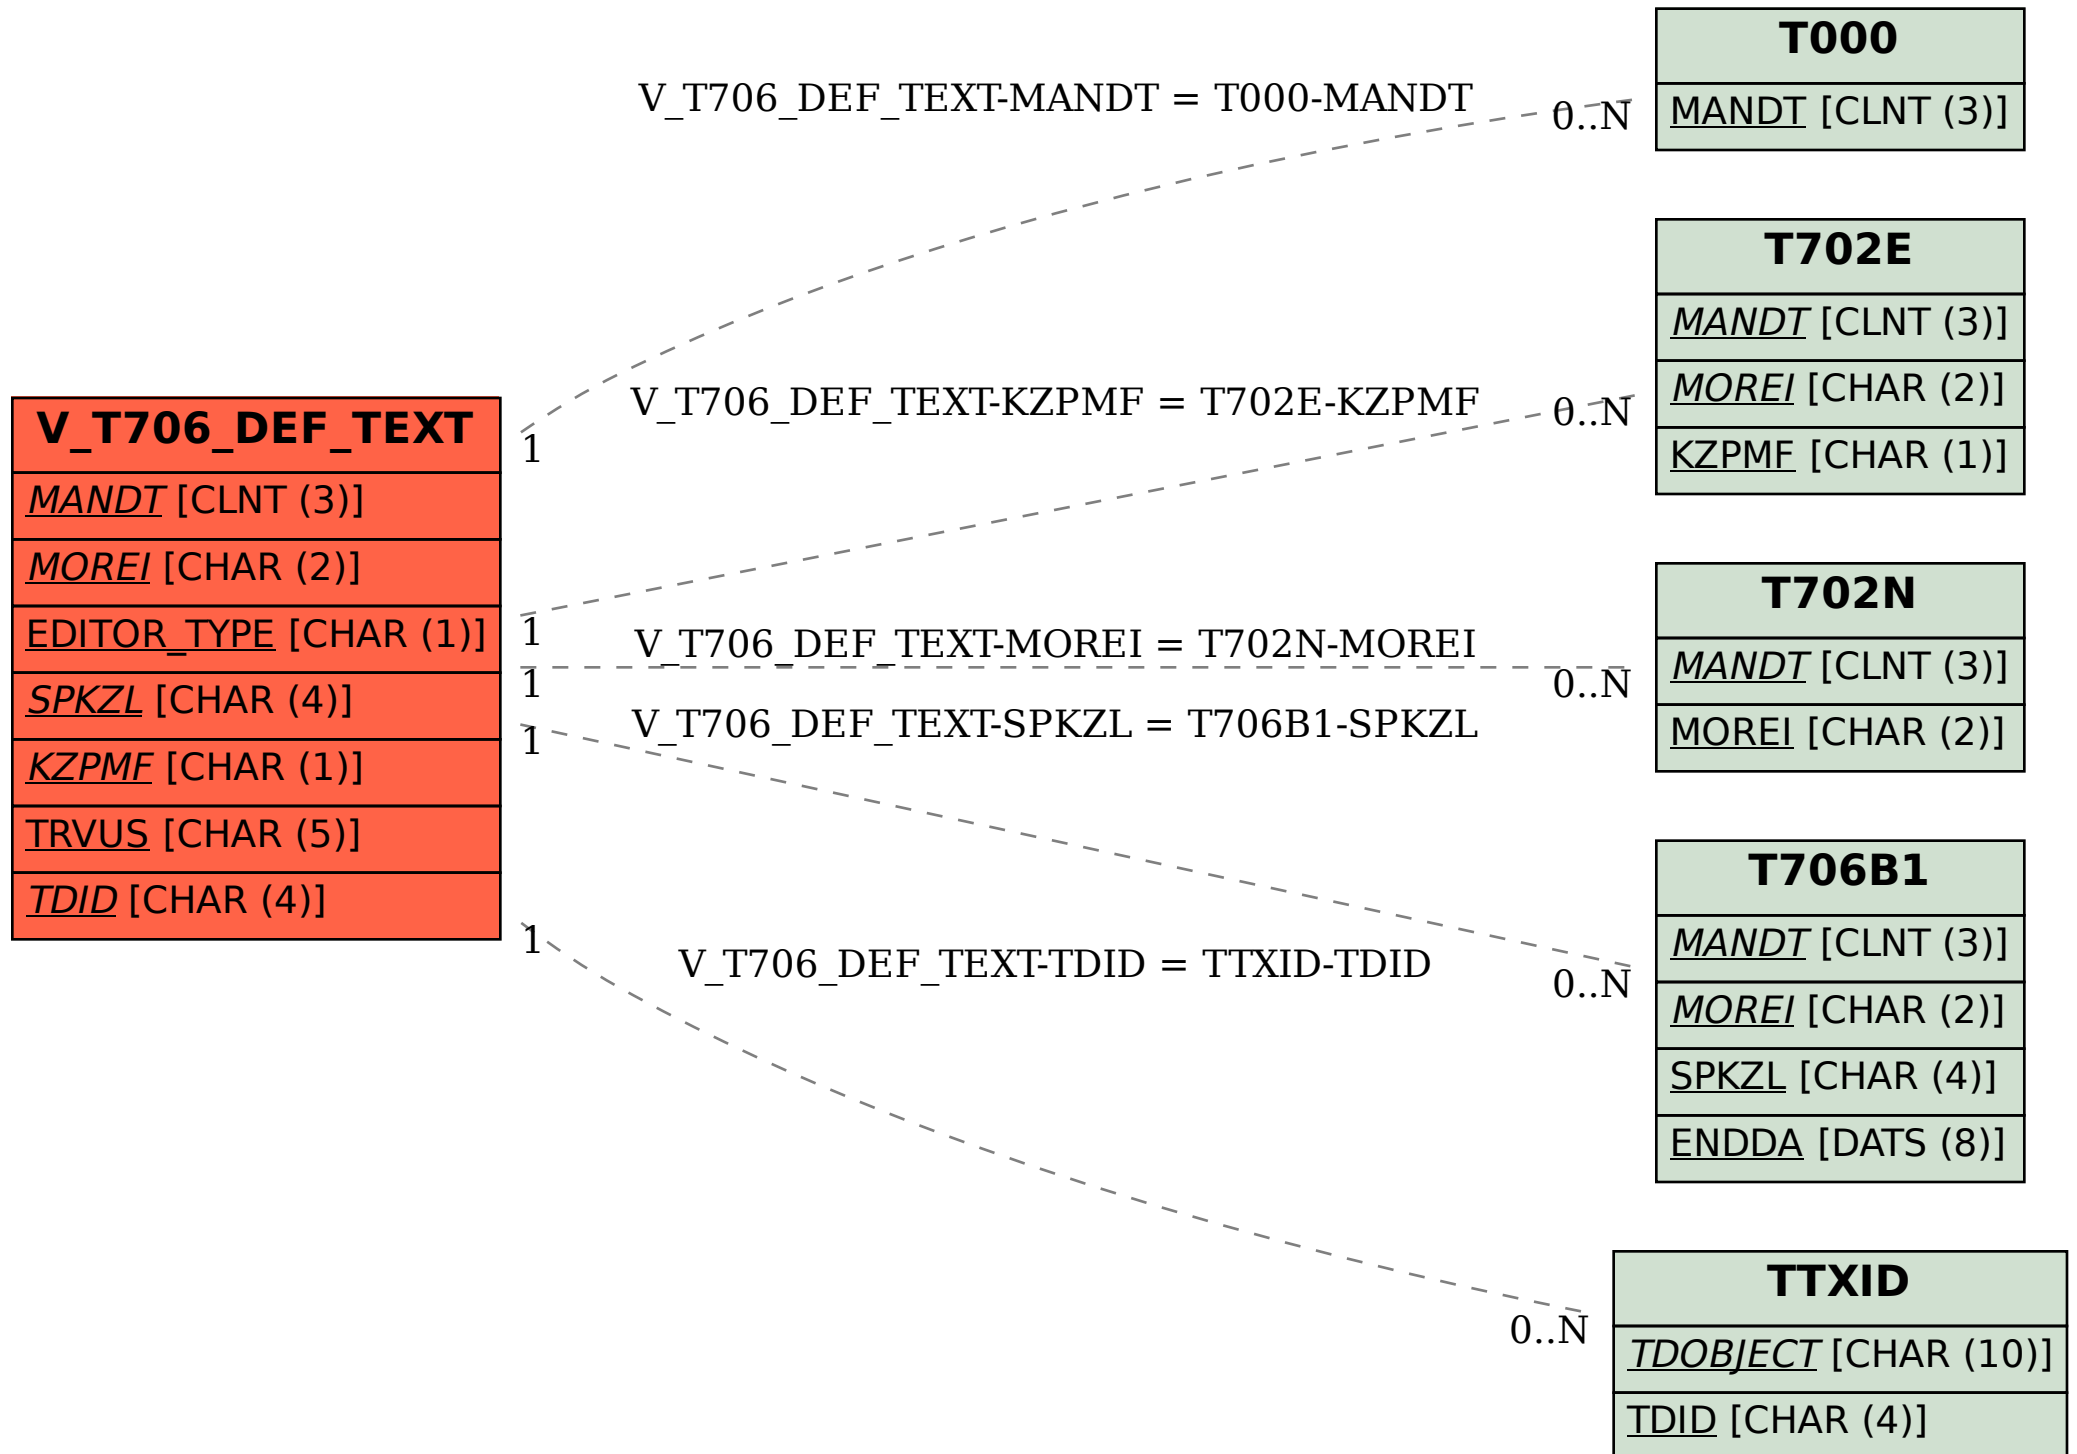 V_T706_DEF_TEXT
MANDT [CLNT (3)]
MOREI [CHAR (2)]
EDITOR_TYPE [CHAR (1)]
SPKZL [CHAR (4)]
KZPMF [CHAR (1)]
TRVUS [CHAR (5)]
TDID [CHAR (4)]
V_T706_DEF_TEXT-MANDT = T000-MANDT
1
0..N
V_T706_DEF_TEXT-KZPMF = T702E-KZPMF
1
0..N
V_T706_DEF_TEXT-MOREI = T702N-MOREI
1
0..N
V_T706_DEF_TEXT-SPKZL = T706B1-SPKZL
1
0..N
V_T706_DEF_TEXT-TDID = TTXID-TDID
1
0..N
T000
MANDT [CLNT (3)]
T702E
MANDT [CLNT (3)]
MOREI [CHAR (2)]
KZPMF [CHAR (1)]
T702N
MANDT [CLNT (3)]
MOREI [CHAR (2)]
T706B1
MANDT [CLNT (3)]
MOREI [CHAR (2)]
SPKZL [CHAR (4)]
ENDDA [DATS (8)]
TTXID
TDOBJECT [CHAR (10)]
TDID [CHAR (4)]